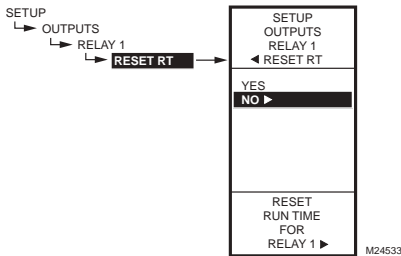 SETUP
OUTPUTS
RELAY 1
RESET RT
SETUP
OUTPUTS
RELAY 1
◄ RESET RT
YES
NO ►
RESET
RUN TIME
FOR
RELAY 1 ►
M24533